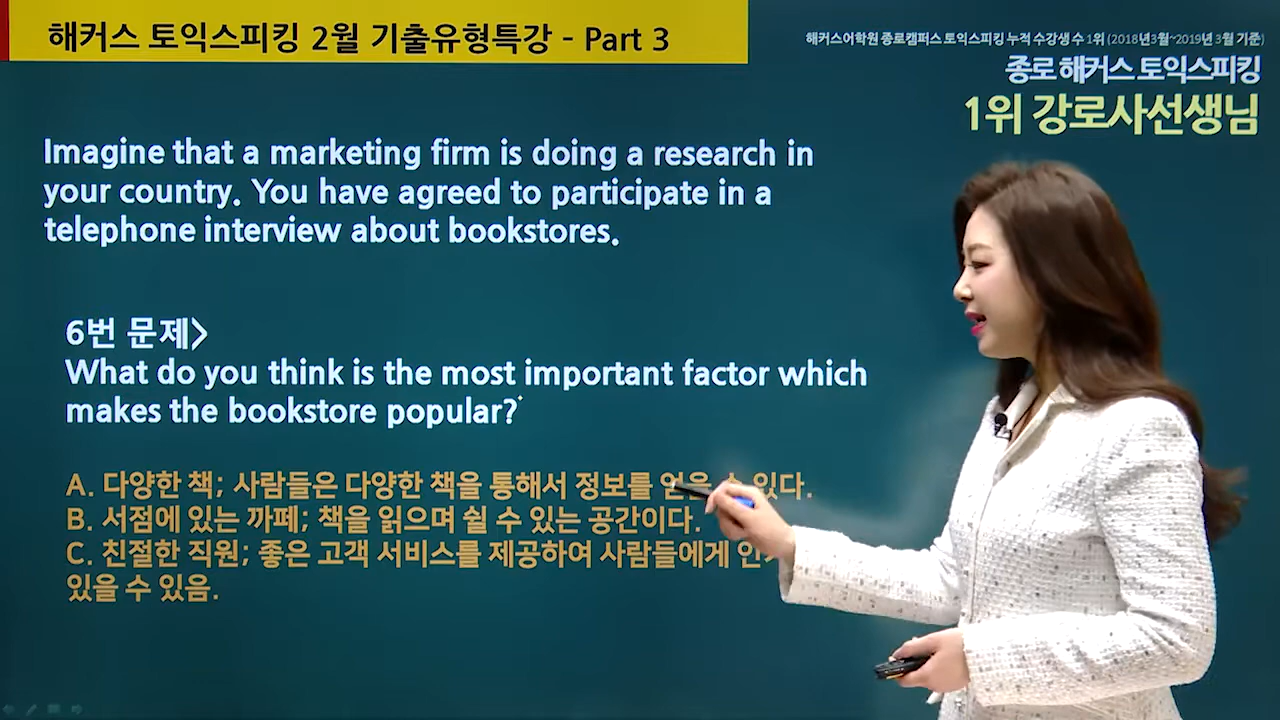 해커스 토익스피킹 2월 기출유형특강 - Part 3
해커스어학원 종로캠퍼스 토익스피킹 누적 수강생 수 1위 (2018년3월~2019년 3월 기준)
종로 해커스 토익스피킹
1위 강로사선생님
Imagine that a marketing firm is doing a research in
your country. You have agreed to participate in a
telephone interview about bookstores.
6번 문제>
What do you think is the most important factor which
makes the bookstore popular?
A. 다양한 책; 사람들은 다양한 책을 통해서 정보를 얻을 수 있다.
B. 서점에 있는 까페; 책을 읽으며 쉴 수 있는 공간이다.
C. 친절한 직원; 좋은 고객 서비스를 제공하여 사람들에게
있을 수 있음.